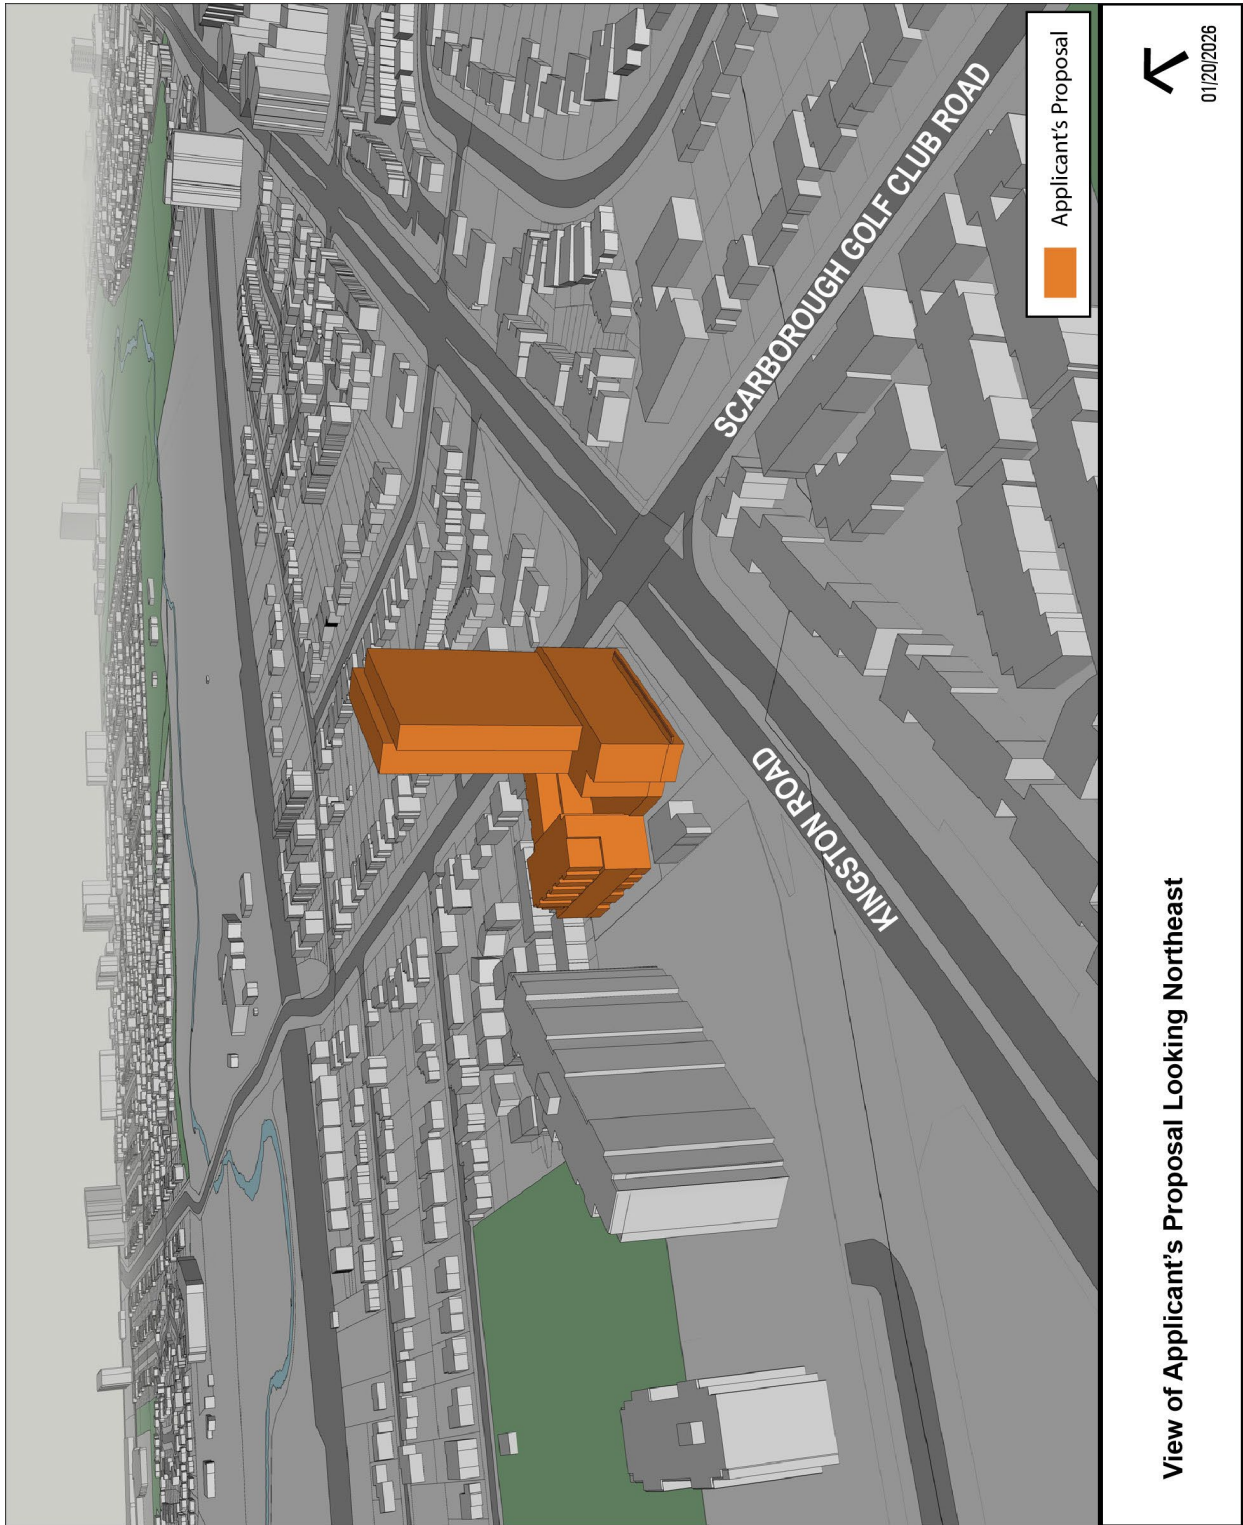 SCARBOROUGH GOLF CLUB ROAD
KINGSTON ROAD
Applicant's Proposal
View of Applicant's Proposal Looking Northeast
01/20/2026